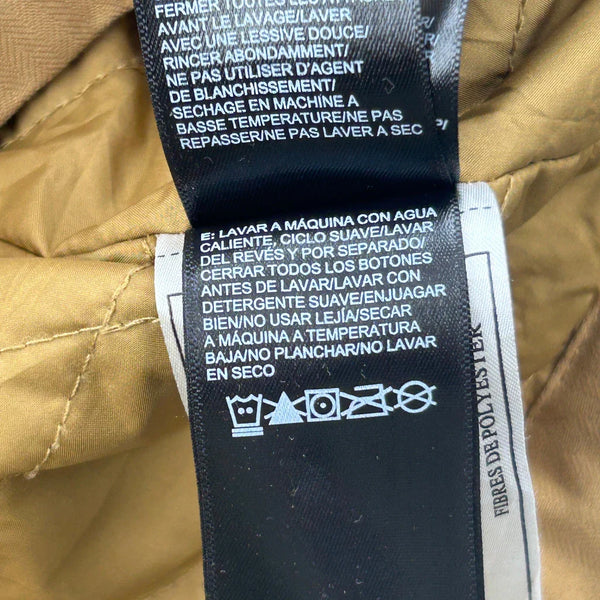 FERMER TOUTES LES
AVANT LE LAVAGE/LAVER
AVEC UNE LESSIVE DOUCE/
RINCER ABONDAMMENT/
NE PAS UTILISER D'AGENT
DE BLANCHISSEMENT/
SECHAGE EN MACHINE A
BASSE TEMPERATURE/NE PAS
REPASSER/NE PAS LAVER A SEC
P/
E: LAVAR A MÁQUINA CON AGUA
CALIENTE, CICLO SUAVE/LAVAR
DEL REVÉS Y POR SEPARADO/
CERRAR TODOS LOS BOTONES
ANTES DE LAVAR/LAVAR CON
DETERGENTE SUAVE/ENJUAGAR
BIEN/NO USAR LEJÍA/SECAR
A MÁQUINA A TEMPERATURA
BAJA/NO PLANCHAR/NO LAVAR
EN SECO
FIBRES DE POLYESTER